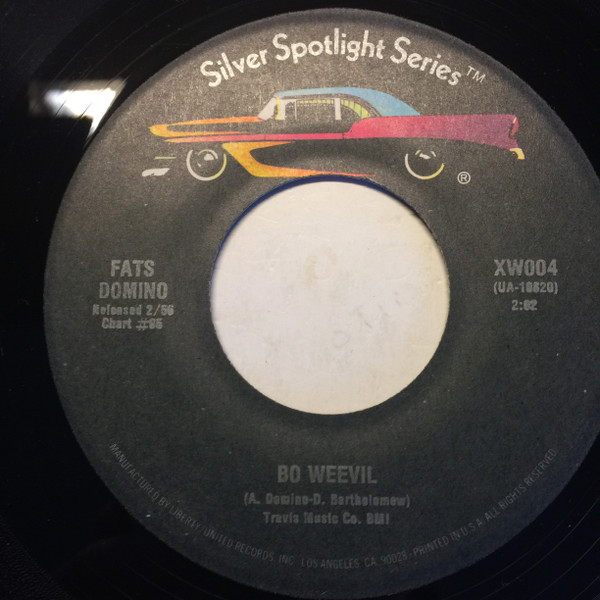 Silver Spotlight Series™
®
FATS
DOMINO
Released 2/56
Chart #35
XW004
(UA-10820)
2:02
BO WEEVIL
(A. Domino-D. Bartholomew)
Travis Music Co. BMI
MANUFACTURED BY LIBERTY/UNITED RECORDS, INC., LOS ANGELES, CA 90028 - PRINTED IN U.S.A. ALL RIGHTS RESERVED.